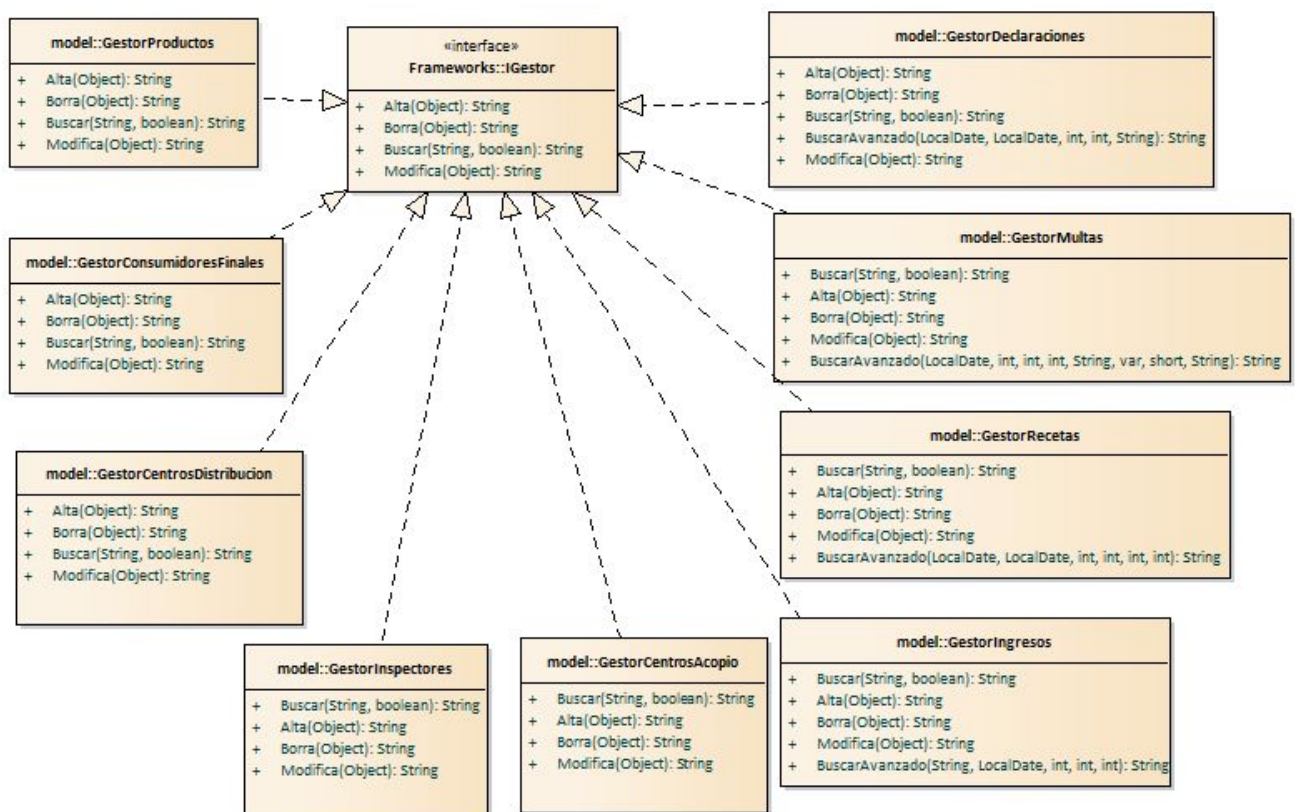 model::GestorProductos
+ Alta(Object): String
+ Borra(Object): String
+ Buscar(String, boolean): String
+ Modifica(Object): String
«interface»
Frameworks::IGestor
+ Alta(Object): String
+ Borra(Object): String
+ Buscar(String, boolean): String
+ Modifica(Object): String
model::GestorDeclaraciones
+ Alta(Object): String
+ Borra(Object): String
+ Buscar(String, boolean): String
+ BuscarAvanzado(LocalDate, LocalDate, int, int, String): String
+ Modifica(Object): String
model::GestorConsumidoresFinales
+ Alta(Object): String
+ Borra(Object): String
+ Buscar(String, boolean): String
+ Modifica(Object): String
model::GestorMultas
+ Buscar(String, boolean): String
+ Alta(Object): String
+ Borra(Object): String
+ Modifica(Object): String
+ BuscarAvanzado(LocalDate, int, int, int, String, var, short, String): String
model::GestorCentrosDistribucion
+ Alta(Object): String
+ Borra(Object): String
+ Buscar(String, boolean): String
+ Modifica(Object): String
model::GestorRecetas
+ Buscar(String, boolean): String
+ Alta(Object): String
+ Borra(Object): String
+ Modifica(Object): String
+ BuscarAvanzado(LocalDate, LocalDate, int, int, int, int): String
model::GestorInspectores
+ Buscar(String, boolean): String
+ Alta(Object): String
+ Borra(Object): String
+ Modifica(Object): String
model::GestorCentrosAcopio
+ Buscar(String, boolean): String
+ Alta(Object): String
+ Borra(Object): String
+ Modifica(Object): String
model::GestorIngresos
+ Buscar(String, boolean): String
+ Alta(Object): String
+ Borra(Object): String
+ Modifica(Object): String
+ BuscarAvanzado(String, LocalDate, int, int, int): String